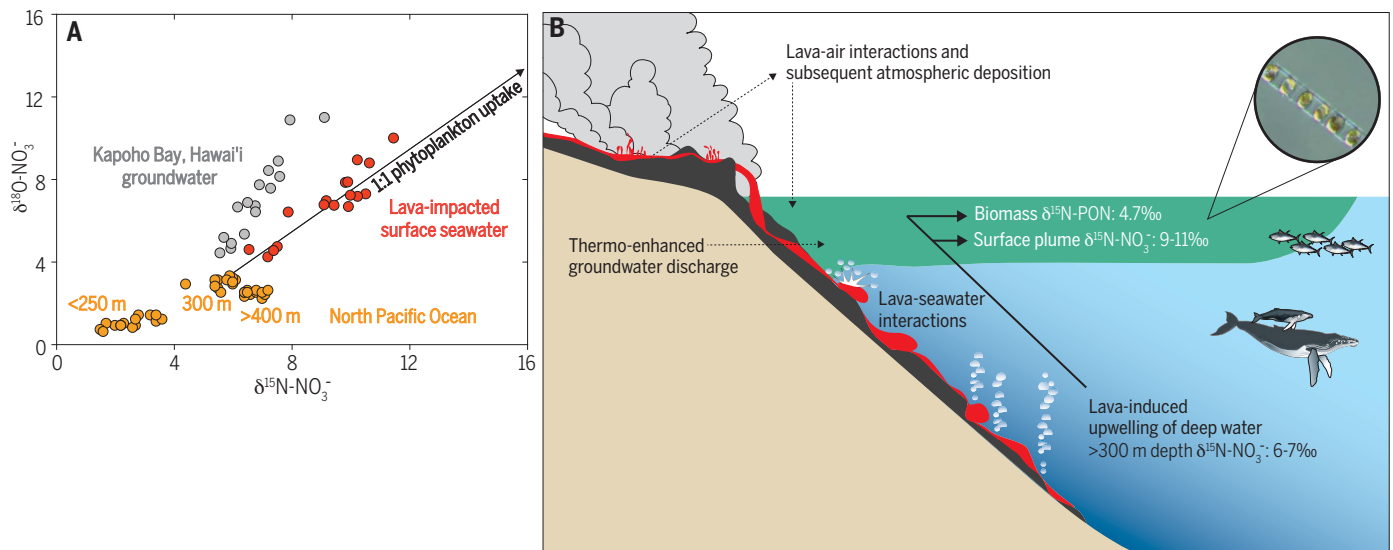 A
16
12
8
4
0
0
4
8
12
16
δ¹⁸O-NO₃⁻
δ¹⁵N-NO₃⁻
Kapoho Bay, Hawai'i
groundwater
1:1 phytoplankton uptake
Lava-impacted
surface seawater
<250 m
300 m
>400 m
North Pacific Ocean
B
Lava-air interactions and
subsequent atmospheric deposition
Biomass δ¹⁵N-PON: 4.7‰
Surface plume δ¹⁵N-NO₃⁻: 9-11‰
Thermo-enhanced
groundwater discharge
Lava-seawater
interactions
Lava-induced
upwelling of deep water
>300 m depth δ¹⁵N-NO₃⁻: 6-7‰